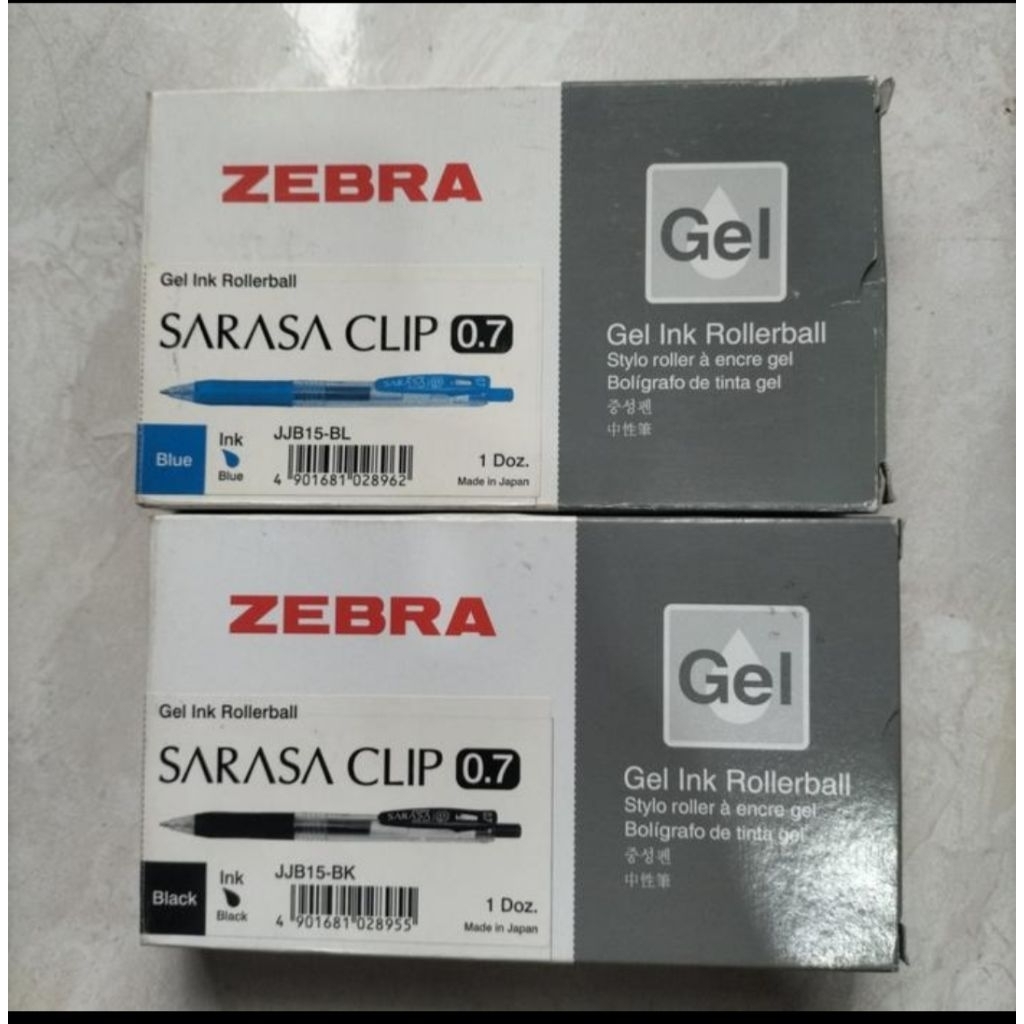 ZEBRA
Gel Ink Rollerball
SARASA CLIP 0.7
SARASA
Blue
Ink
Blue
JJB15-BL
4 901681 028962
1 Doz.
Made in Japan
Gel
Gel Ink Rollerball
Stylo roller à encre gel
Bolígrafo de tinta gel
중성펜
中性筆
ZEBRA
Gel Ink Rollerball
SARASA CLIP 0.7
SARASA
Black
Ink
Black
JJB15-BK
4 901681 028955
1 Doz.
Made in Japan
Gel
Gel Ink Rollerball
Stylo roller à encre gel
Bolígrafo de tinta gel
중성펜
中性筆